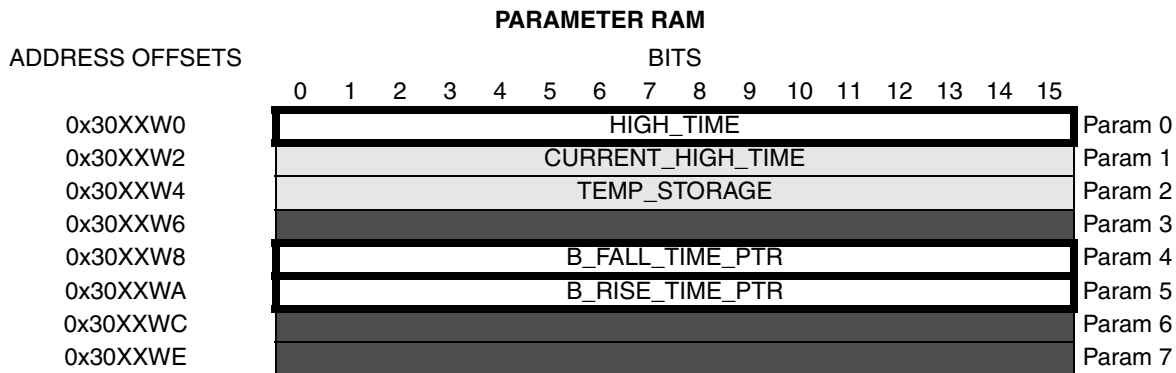 PARAMETER RAM
ADDRESS OFFSETS BITS
0 1 2 3 4 5 6 7 8 9 10 11 12 13 14 15
0x30XXW0 HIGH_TIME Param 0
0x30XXW2 CURRENT_HIGH_TIME Param 1
0x30XXW4 TEMP_STORAGE Param 2
0x30XXW6 Param 3
0x30XXW8 B_FALL_TIME_PTR Param 4
0x30XXWA B_RISE_TIME_PTR Param 5
0x30XXWC Param 6
0x30XXWE Param 7